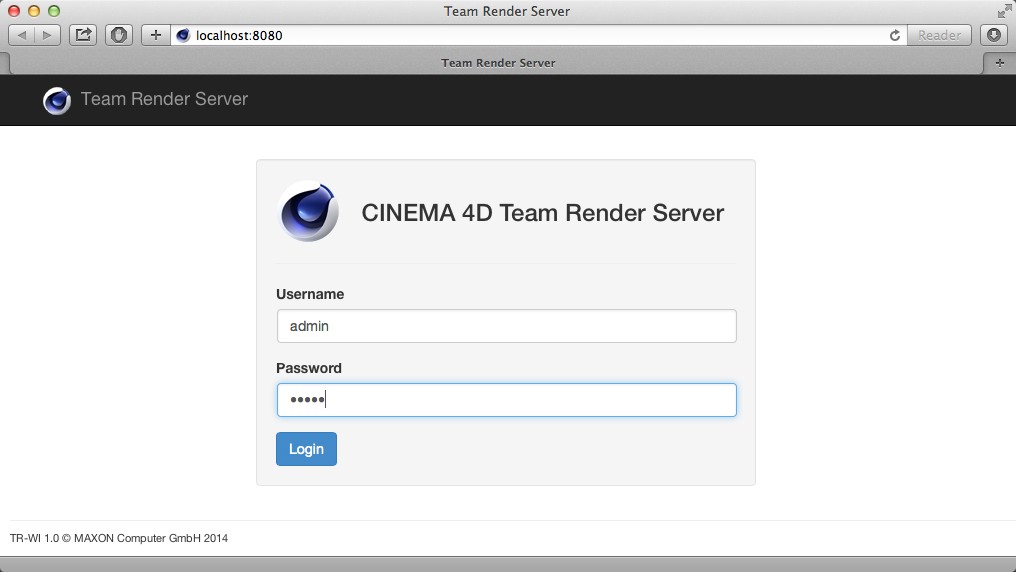 Team Render Server
localhost:8080
Reader
Team Render Server
Team Render Server
CINEMA 4D Team Render Server
Username
admin
Password
•••••
Login
TR-WI 1.0 © MAXON Computer GmbH 2014